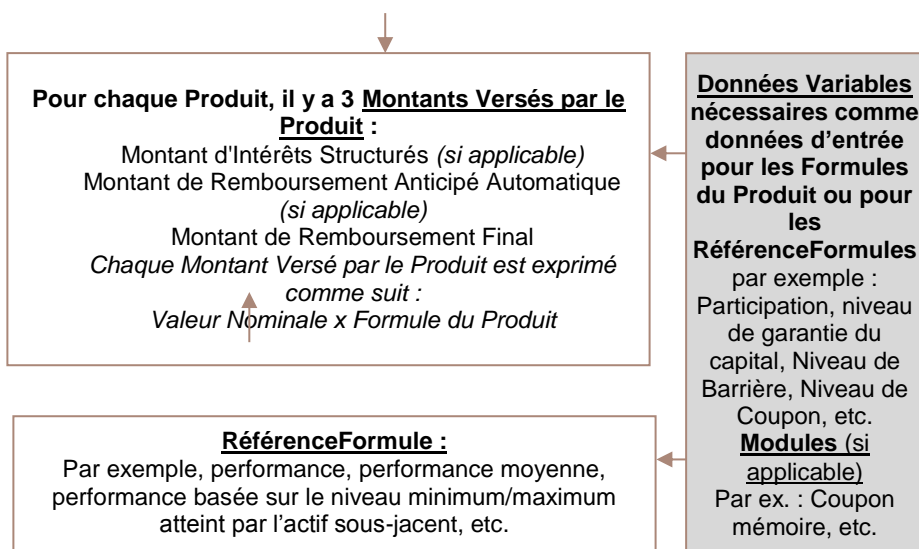 Pour chaque Produit, il y a 3 Montants Versés par le
Produit :
Montant d'Intérêts Structurés (si applicable)
Montant de Remboursement Anticipé Automatique
(si applicable)
Montant de Remboursement Final
Chaque Montant Versé par le Produit est exprimé
comme suit :
Valeur Nominale x Formule du Produit
RéférenceFormule :
Par exemple, performance, performance moyenne,
performance basée sur le niveau minimum/maximum
atteint par l'actif sous-jacent, etc.
Données Variables
nécessaires comme
données d'entrée
pour les Formules
du Produit ou pour
les
RéférenceFormules
par exemple :
Participation, niveau
de garantie du
capital, Niveau de
Barrière, Niveau de
Coupon, etc.
Modules (si
applicable)
Par ex. : Coupon
mémoire, etc.